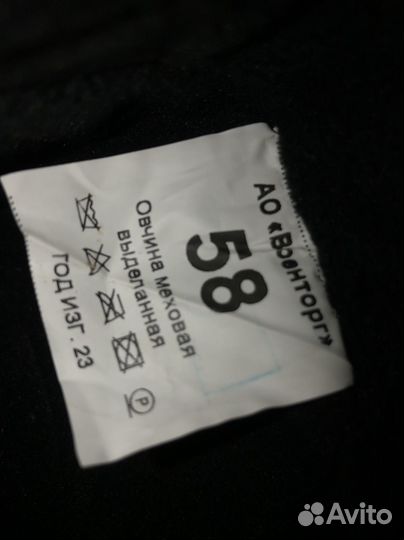 АО «Военторг»
58
Овчина меховая
выделанная
P
ГОД ИЗГ. 23
Avito